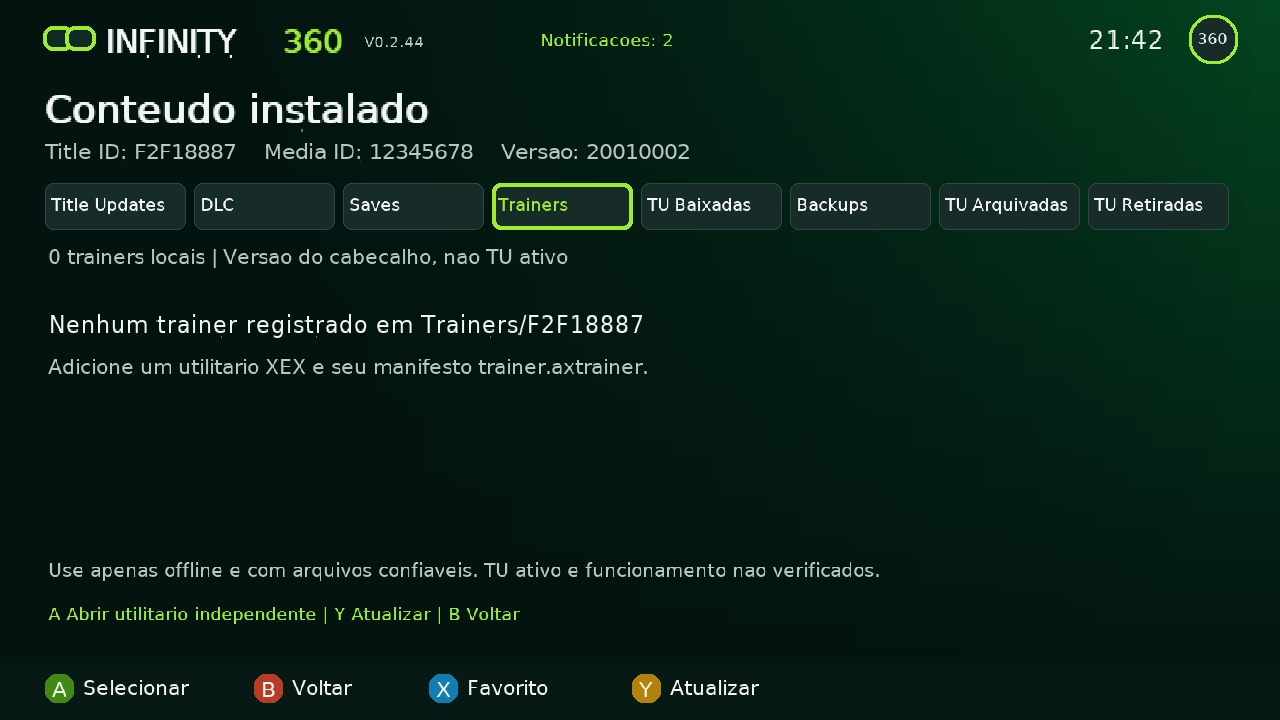 INFINITY 360 V0.2.44 Notificacoes: 2 21:42 360
Conteudo instalado
Title ID: F2F18887 Media ID: 12345678 Versao: 20010002
Title Updates DLC Saves Trainers TU Baixadas Backups TU Arquivadas TU Retiradas
0 trainers locais | Versao do cabecalho, nao TU ativo
Nenhum trainer registrado em Trainers/F2F18887
Adicione um utilitario XEX e seu manifesto trainer.axtrainer.
Use apenas offline e com arquivos confiaveis. TU ativo e funcionamento nao verificados.
A Abrir utilitario independente | Y Atualizar | B Voltar
A Selecionar B Voltar X Favorito Y Atualizar